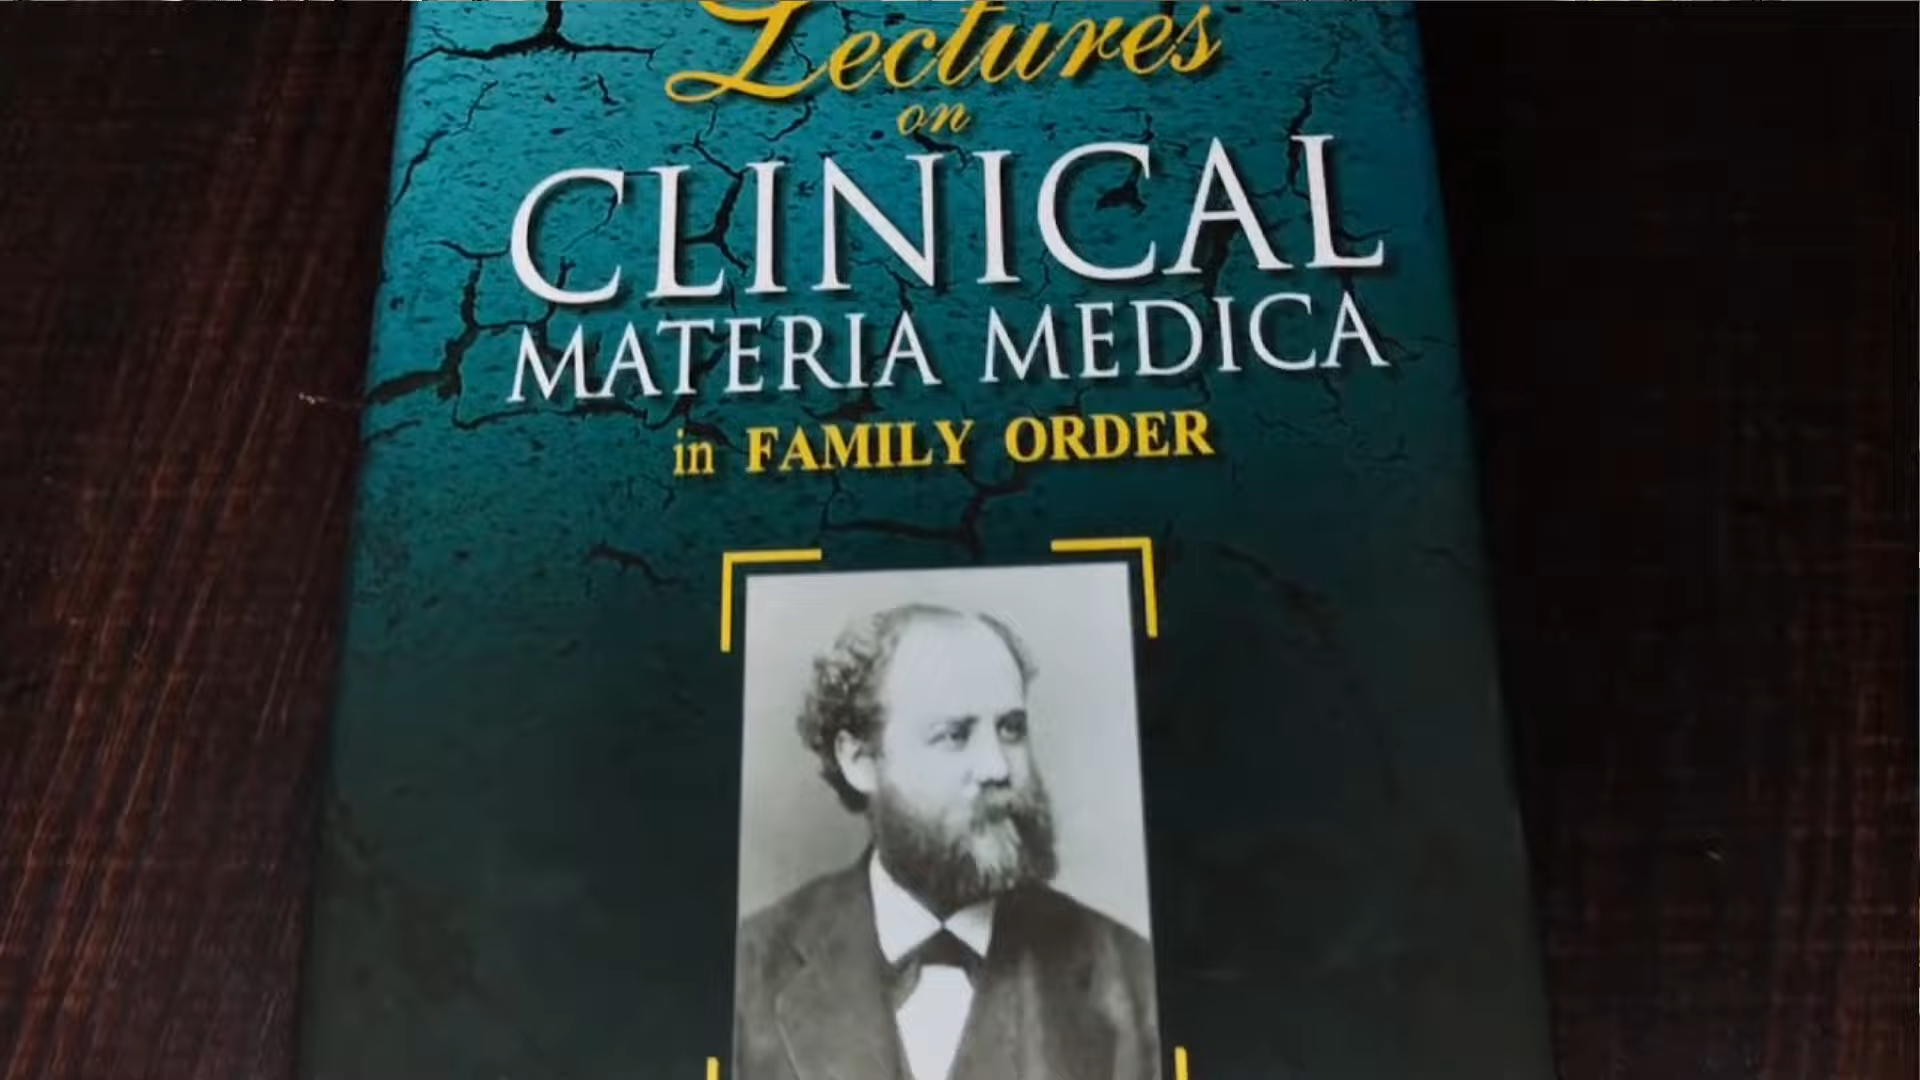 Lectures
on
CLINICAL
MATERIA MEDICA
in FAMILY ORDER